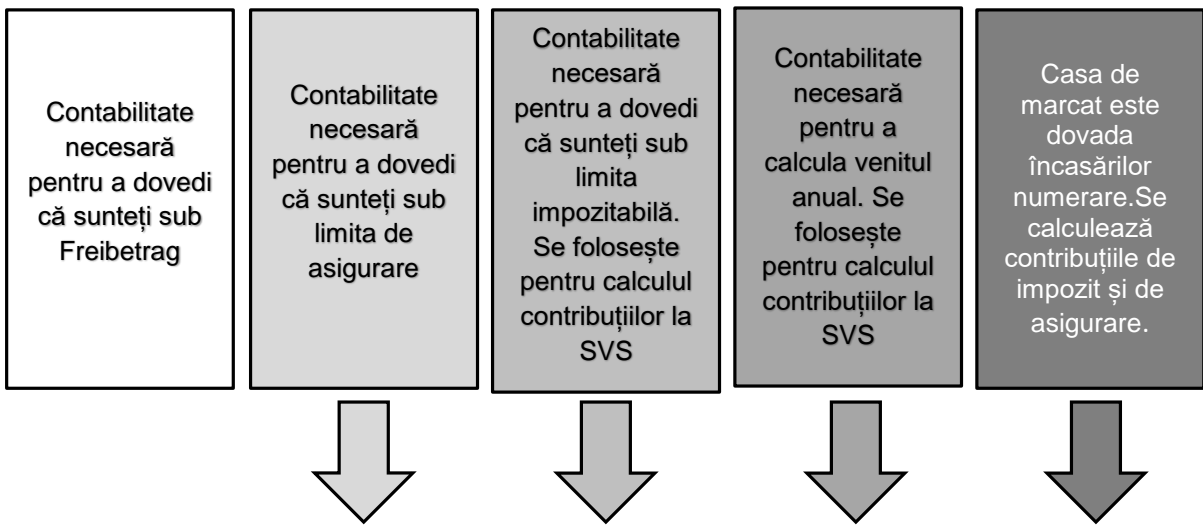 Contabilitate
necesară
pentru a dovedi
că sunteți sub
Freibetrag
Contabilitate
necesară
pentru a dovedi
că sunteți sub
limita de
asigurare
Contabilitate
necesară
pentru a dovedi
că sunteți sub
limita
impozitabilă.
Se folosește
pentru calculul
contribuțiilor la
SVS
Contabilitate
necesară
pentru a
calcula venitul
anual. Se
folosește
pentru calculul
contribuțiilor la
SVS
Casa de
marcat este
dovada
încasărilor
numerare.Se
calculează
contribuțiile de
impozit și de
asigurare.